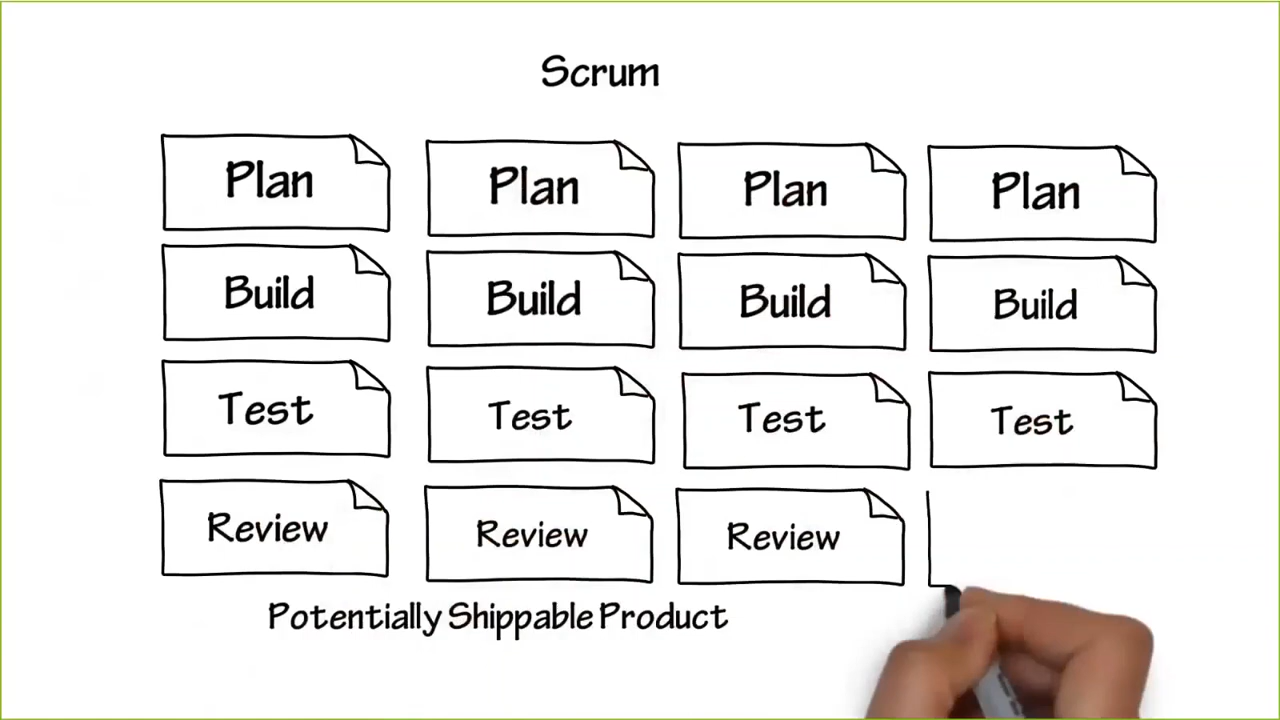 Scrum
Plan Plan Plan Plan
Build Build Build Build
Test Test Test Test
Review Review Review
Potentially Shippable Product